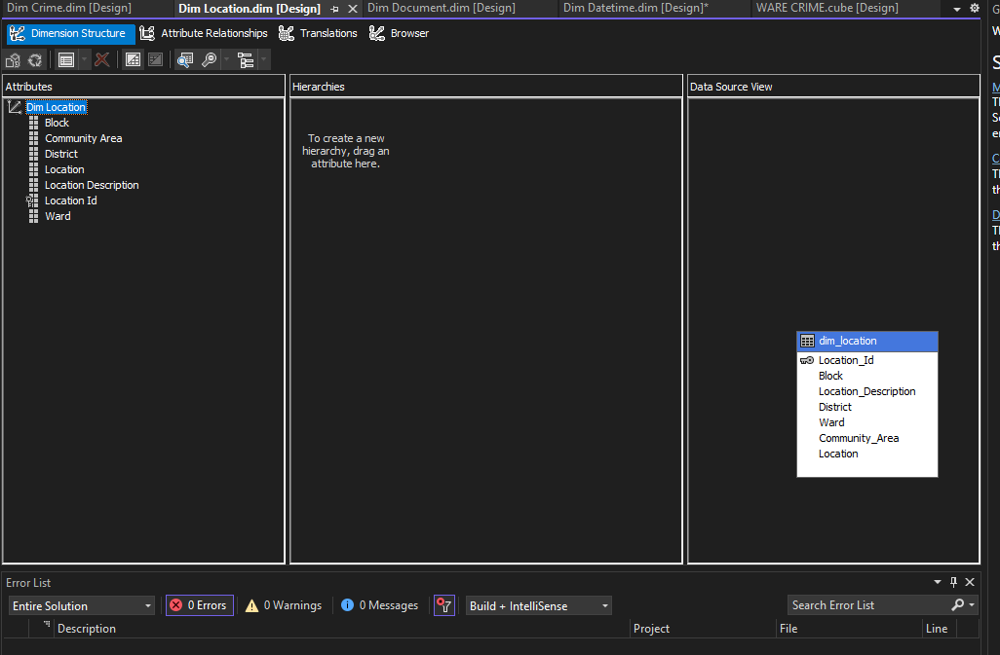 Dim Crime.dim [Design] Dim Location.dim [Design] Dim Document.dim [Design] Dim Datetime.dim [Design]* WARE CRIME.cube [Design]
Dimension Structure Attribute Relationships Translations Browser
Attributes
Dim Location
Block
Community Area
District
Location
Location Description
Location Id
Ward
Hierarchies
To create a new
hierarchy, drag an
attribute here.
Data Source View
dim_location
Location_Id
Block
Location_Description
District
Ward
Community_Area
Location
Error List
Entire Solution 0 Errors 0 Warnings 0 Messages Build + IntelliSense Search Error List
Description Project File Line